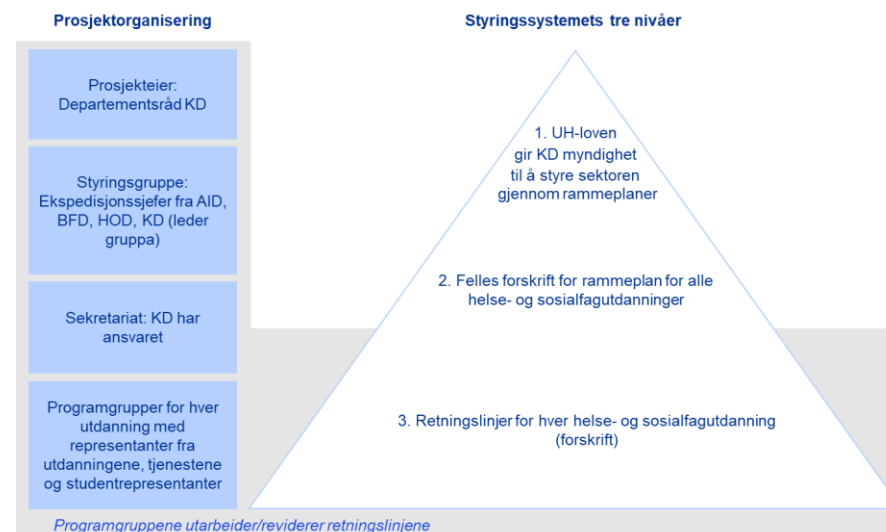 Prosjektorganisering
Prosjekteier:
Departementsråd KD
Styringsgruppe:
Ekspedisjonssjefer fra AID,
BFD, HOD, KD (leder
gruppa)
Sekretariat: KD har
ansvaret
Programgrupper for hver
utdanning med
representanter fra
utdanningene, tjenestene
og studentrepresentanter
Programgruppene utarbeider/reviderer retningslinjene
Styringssystemets tre nivåer
1. UH-loven
gir KD myndighet
til å styre sektoren
gjennom rammeplaner
2. Felles forskrift for rammeplan for alle
helse- og sosialfagutdanninger
3. Retningslinjer for hver helse- og sosialfagutdanning
(forskrift)